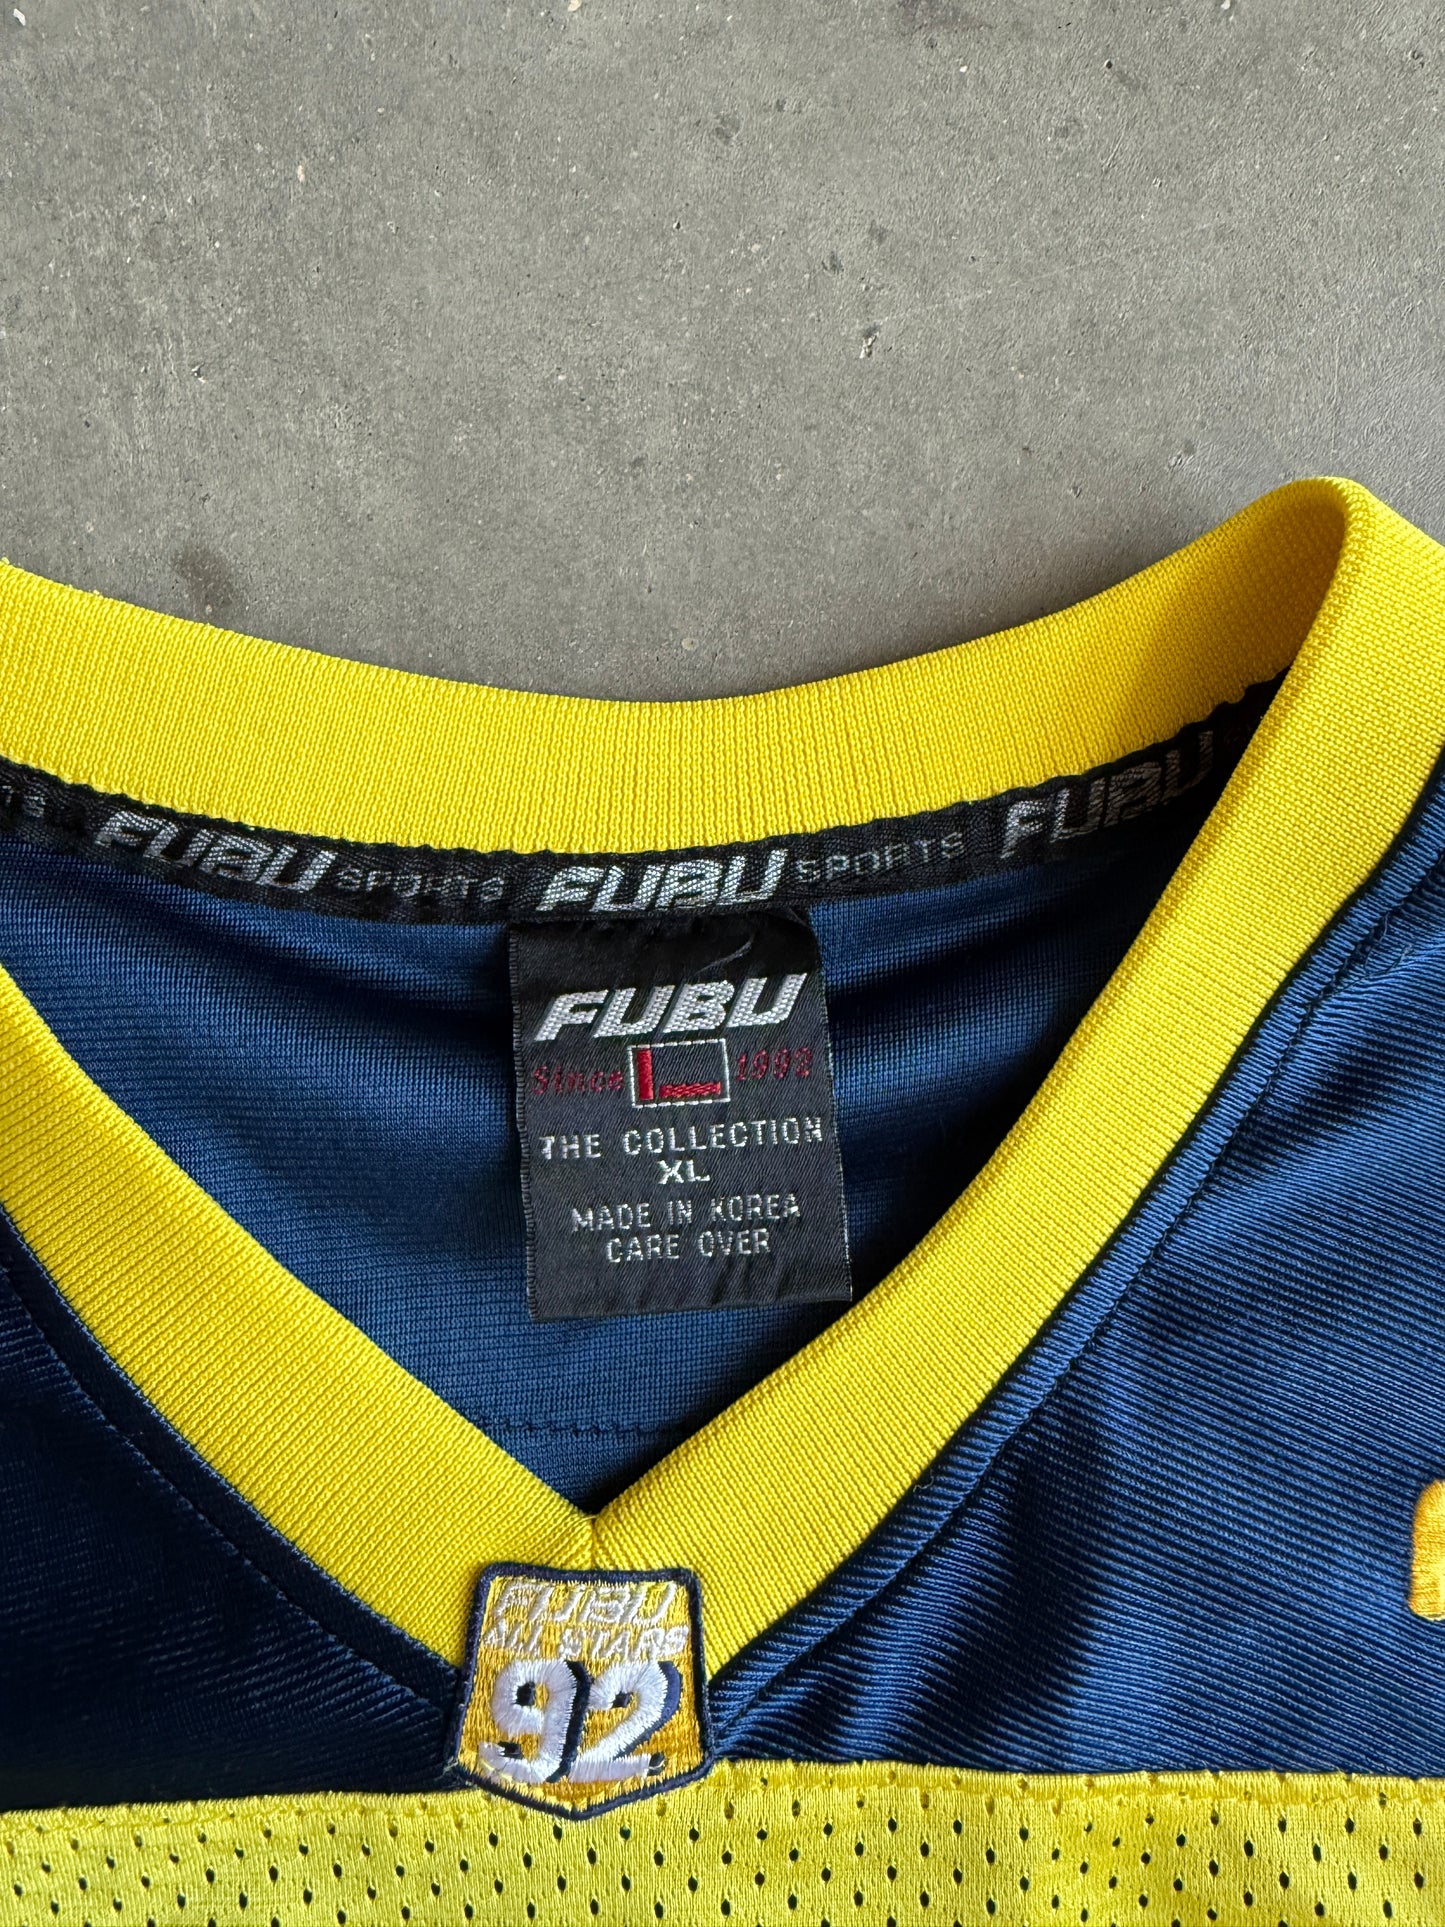 FUBU SPORTS FUBU SPORTS FUBU
FUBU
Since 1992
THE COLLECTION
XL
MADE IN KOREA
CARE OVER
FUBU
ALL STARS
92